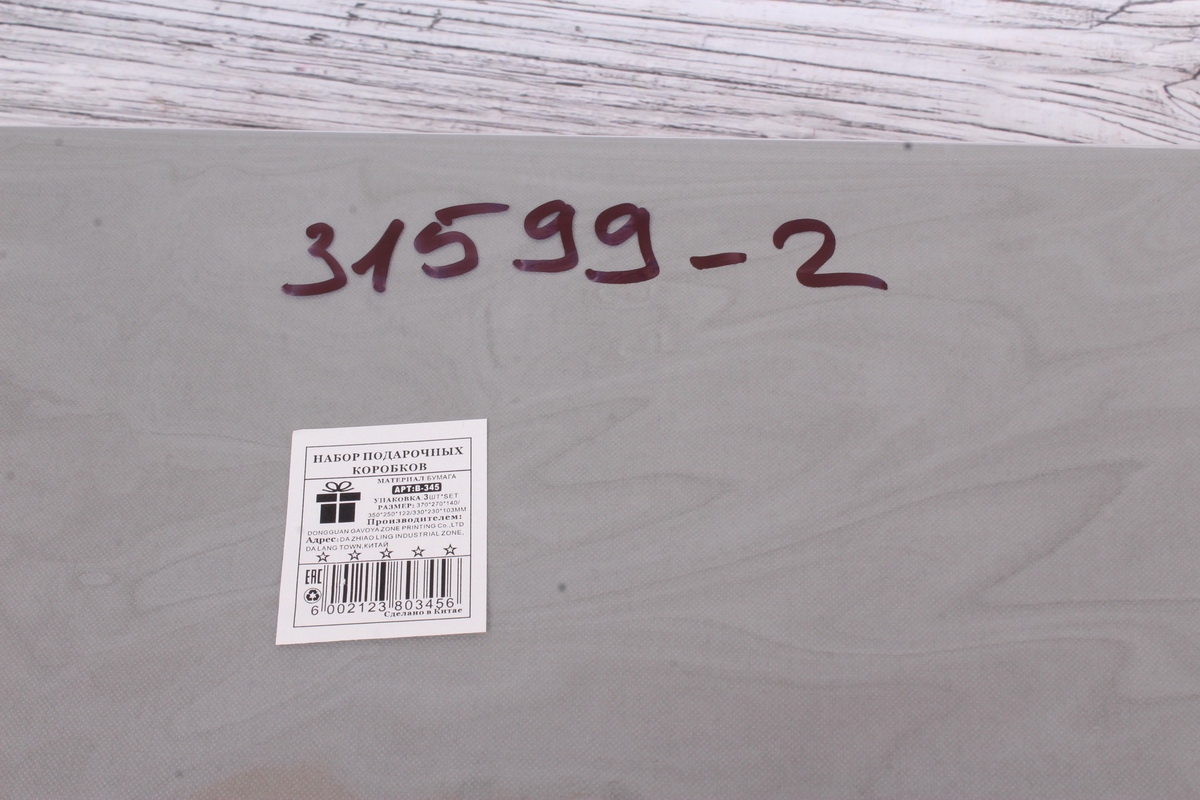 31599-2
НАБОР ПОДАРОЧНЫХ
КОРОБКОВ
МАТЕРИАЛ:БУМАГА
АРТ:B-345
УПАКОВКА 3ШТ*SET
РАЗМЕР: 370*270*140/
350*250*122/330*230*103MM
Производителем:
DONGGUAN GAVOYA ZONE PRINTING Co.,LTD
Адрес: DA ZHIAO LING INDUSTRIAL ZONE,
DA LANG TOWN,КИТАЙ
EAC
6 002123 803456
Сделано в Китае